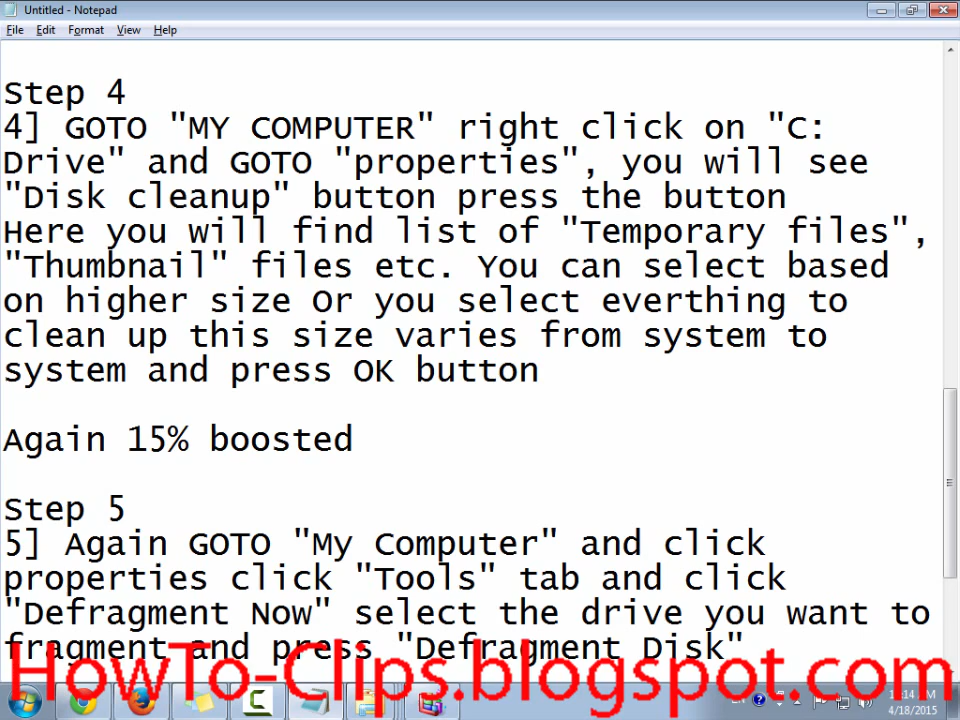 Untitled - Notepad
File Edit Format View Help
Step 4
4] GOTO "MY COMPUTER" right click on "C:
Drive" and GOTO "properties", you will see
"Disk cleanup" button press the button
Here you will find list of "Temporary files",
"Thumbnail" files etc. You can select based
on higher size Or you select everthing to
clean up this size varies from system to
system and press OK button
Again 15% boosted
Step 5
5] Again GOTO "My Computer" and click
properties click "Tools" tab and click
"Defragment Now" select the drive you want to
fragment and press "Defragment Disk"
HowTo-Clips.blogspot.com
4/18/2015